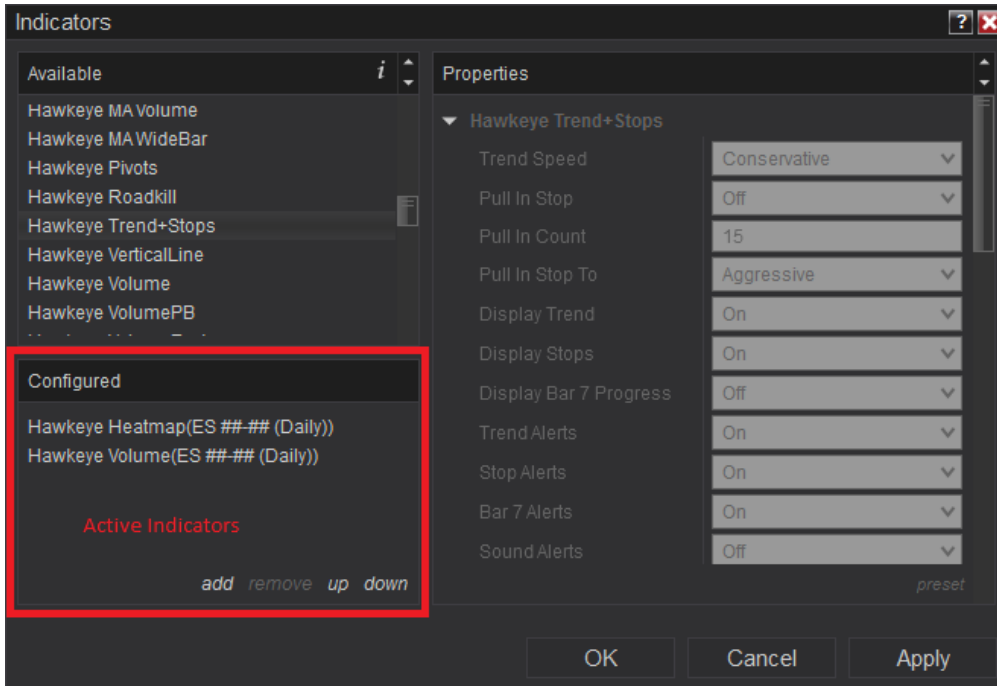 Indicators
?
Available
i
Hawkeye MA Volume
Hawkeye MA WideBar
Hawkeye Pivots
Hawkeye Roadkill
Hawkeye Trend+Stops
Hawkeye VerticalLine
Hawkeye Volume
Hawkeye VolumePB
Configured
Hawkeye Heatmap(ES ##-## (Daily))
Hawkeye Volume(ES ##-## (Daily))
Active Indicators
add remove up down
Properties
Hawkeye Trend+Stops
Trend Speed Conservative
Pull In Stop Off
Pull In Count 15
Pull In Stop To Aggressive
Display Trend On
Display Stops On
Display Bar 7 Progress Off
Trend Alerts On
Stop Alerts On
Bar 7 Alerts On
Sound Alerts Off
preset
OK Cancel Apply